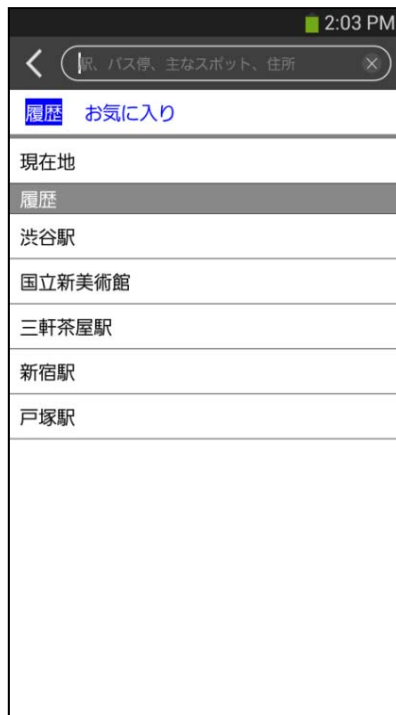 2:03 PM
駅、バス停、主なスポット、住所
履歴 お気に入り
現在地
履歴
渋谷駅
国立新美術館
三軒茶屋駅
新宿駅
戸塚駅